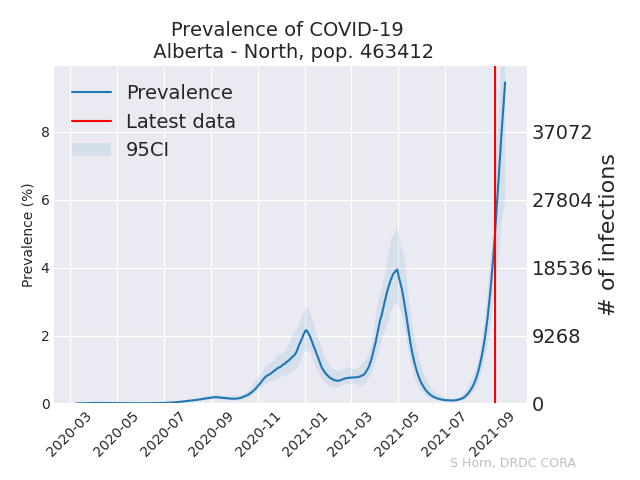 Prevalence of COVID-19
Alberta - North, pop. 463412
Prevalence
Latest data
95CI
Prevalence (%)
8
6
4
2
0
37072
27804
18536
9268
0
# of infections
2020-03
2020-05
2020-07
2020-09
2020-11
2021-01
2021-03
2021-05
2021-07
2021-09
S Horn, DRDC CORA